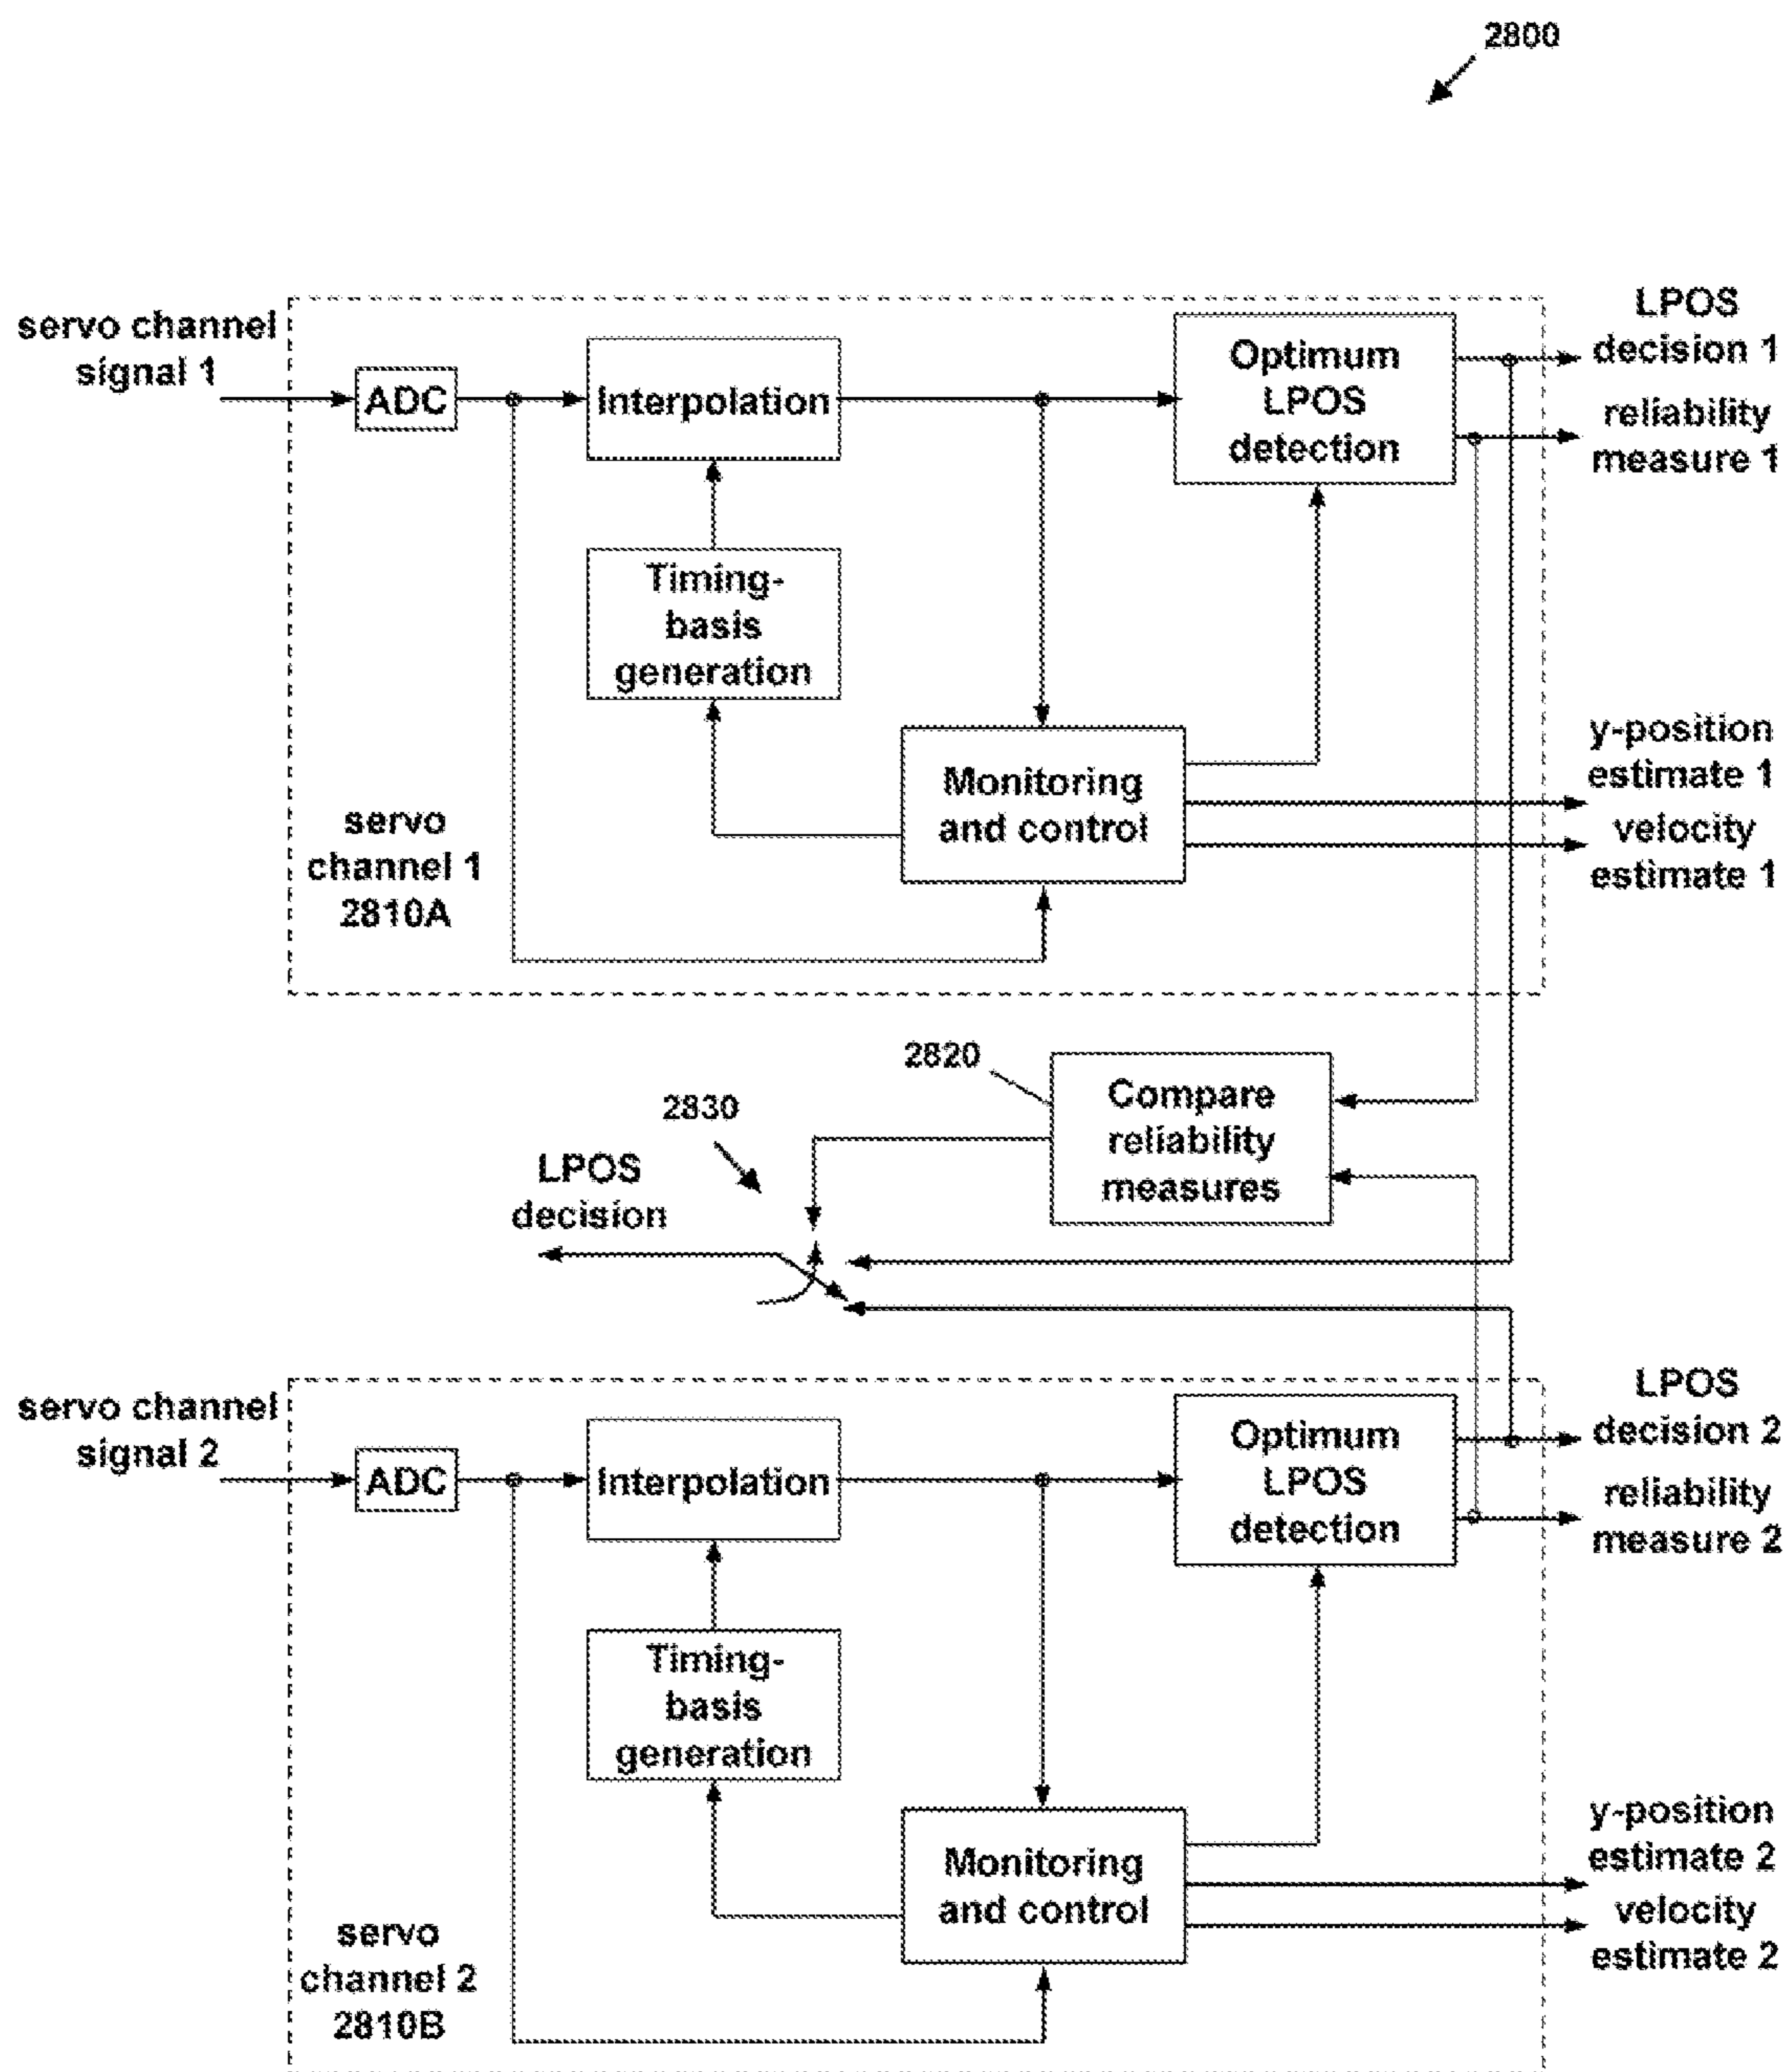 2800
servo channel
signal 1
ADC
Interpolation
Optimum
LPOS
detection
LPOS
decision 1
reliability
measure 1
Timing-
basis
generation
Monitoring
and control
y-position
estimate 1
velocity
estimate 1
servo
channel 1
2810A
2820
Compare
reliability
measures
2830
LPOS
decision
servo channel
signal 2
ADC
Interpolation
Optimum
LPOS
detection
LPOS
decision 2
reliability
measure 2
Timing-
basis
generation
Monitoring
and control
y-position
estimate 2
velocity
estimate 2
servo
channel 2
2810B